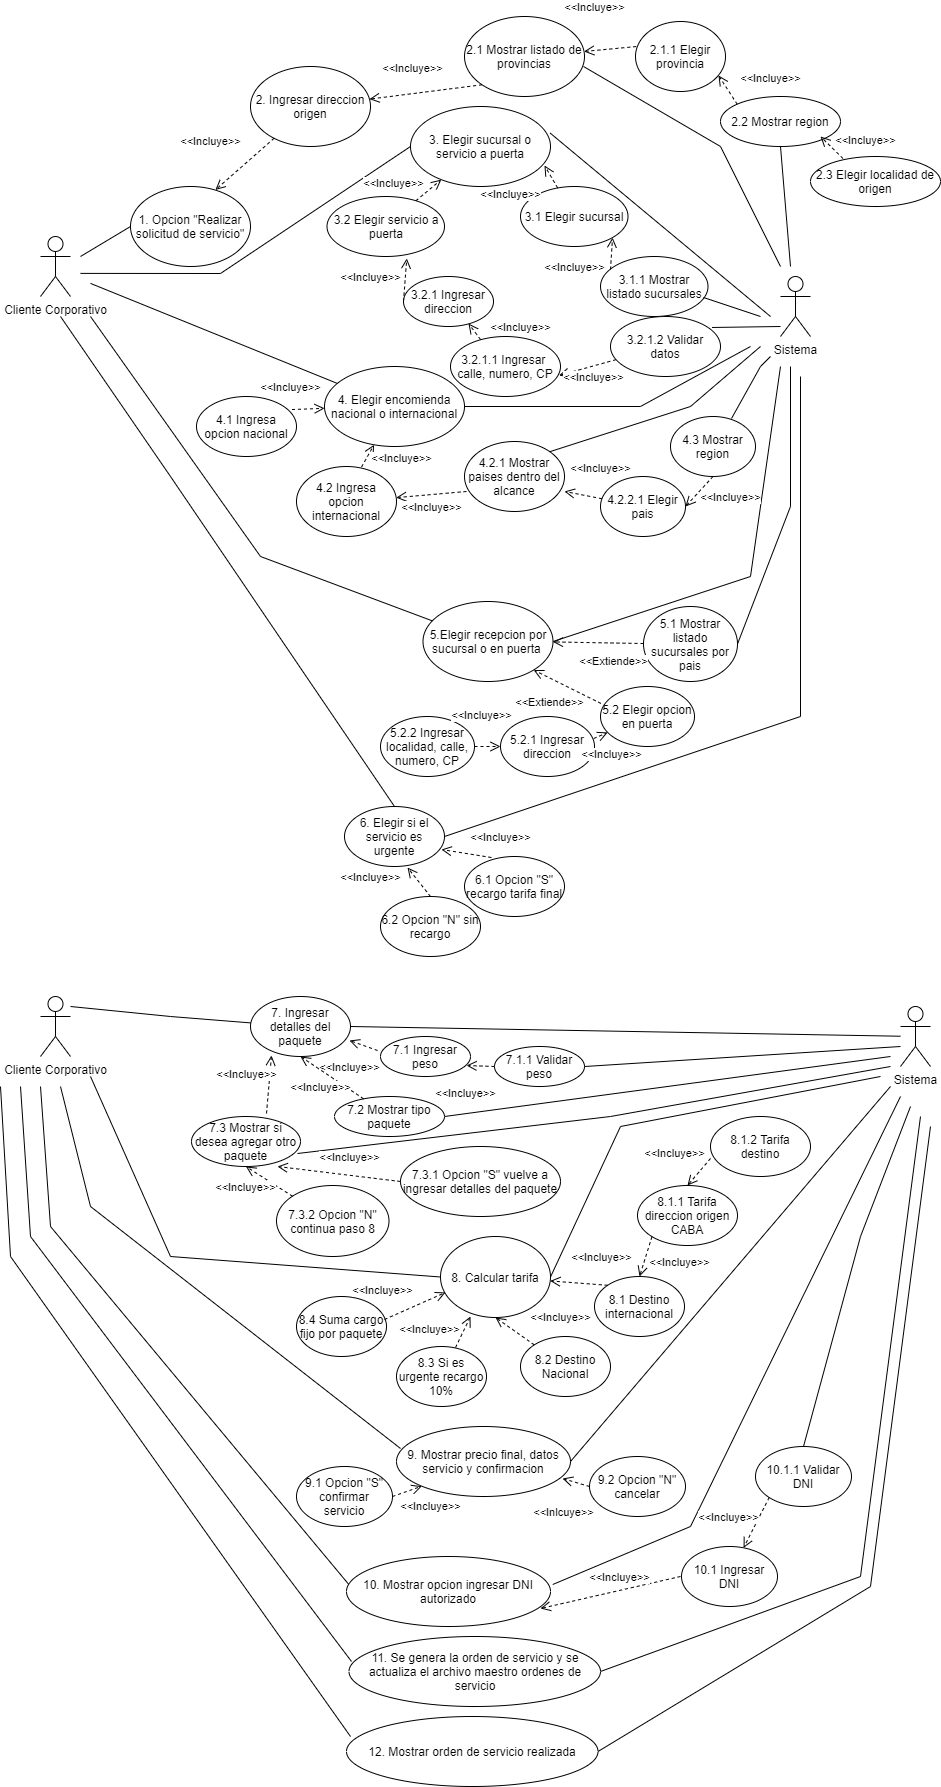 <<Incluye>>
2.1 Mostrar listado de
provincias
2.1.1 Elegir
provincia
<<Incluye>>
<<Incluye>>
2. Ingresar direccion
origen
2.2 Mostrar region
<<Incluye>>
<<Incluye>>
3. Elegir sucursal o
servicio a puerta
2.3 Elegir localidad de
origen
<<Incluye>>
<<Incluye>>
1. Opcion "Realizar
solicitud de servicio"
3.2 Elegir servicio a
puerta
3.1 Elegir sucursal
Cliente Corporativo
<<Incluye>>
<<Incluye>>
3.1.1 Mostrar
listado sucursales
3.2.1 Ingresar
direccion
<<Incluye>>
3.2.1.2 Validar
datos
Sistema
3.2.1.1 Ingresar
calle, numero, CP
<<Incluye>>
<<Incluye>>
4. Elegir encomienda
nacional o internacional
4.1 Ingresa
opcion nacional
4.3 Mostrar
region
<<Incluye>>
4.2.1 Mostrar
paises dentro del
alcance
<<Incluye>>
4.2 Ingresa
opcion
internacional
<<Incluye>>
4.2.2.1 Elegir
pais
<<Incluye>>
5.Elegir recepcion por
sucursal o en puerta
5.1 Mostrar
listado
sucursales por
pais
<<Extiende>>
<<Extiende>>
5.2 Elegir opcion
en puerta
<<Incluye>>
5.2.2 Ingresar
localidad, calle,
numero, CP
5.2.1 Ingresar
direccion
<<Incluye>>
6. Elegir si el
servicio es
urgente
<<Incluye>>
<<Incluye>>
6.1 Opcion "S"
recargo tarifa final
6.2 Opcion "N" sin
recargo
7. Ingresar
detalles del
paquete
7.1 Ingresar
peso
7.1.1 Validar
peso
Cliente Corporativo
<<Incluye>>
<<Incluye>>
Sistema
<<Incluye>>
<<Incluye>>
7.2 Mostrar tipo
paquete
7.3 Mostrar si
desea agregar otro
paquete
8.1.2 Tarifa
destino
<<Incluye>>
<<Incluye>>
7.3.1 Opcion "S" vuelve a
ingresar detalles del paquete
<<Incluye>>
7.3.2 Opcion "N"
continua paso 8
8.1.1 Tarifa
direccion origen
CABA
<<Incluye>>
<<Incluye>>
8. Calcular tarifa
<<Incluye>>
8.1 Destino
internacional
8.4 Suma cargo
fijo por paquete
<<Incluye>>
<<Incluye>>
8.3 Si es
urgente recargo
10%
8.2 Destino
Nacional
9. Mostrar precio final, datos
servicio y confirmacion
9.1 Opcion "S"
confirmar
servicio
<<Incluye>>
9.2 Opcion "N"
cancelar
<<Inlcuye>>
10.1.1 Validar
DNI
<<Incluye>>
10. Mostrar opcion ingresar DNI
autorizado
<<Incluye>>
10.1 Ingresar
DNI
11. Se genera la orden de servicio y se
actualiza el archivo maestro ordenes de
servicio
12. Mostrar orden de servicio realizada